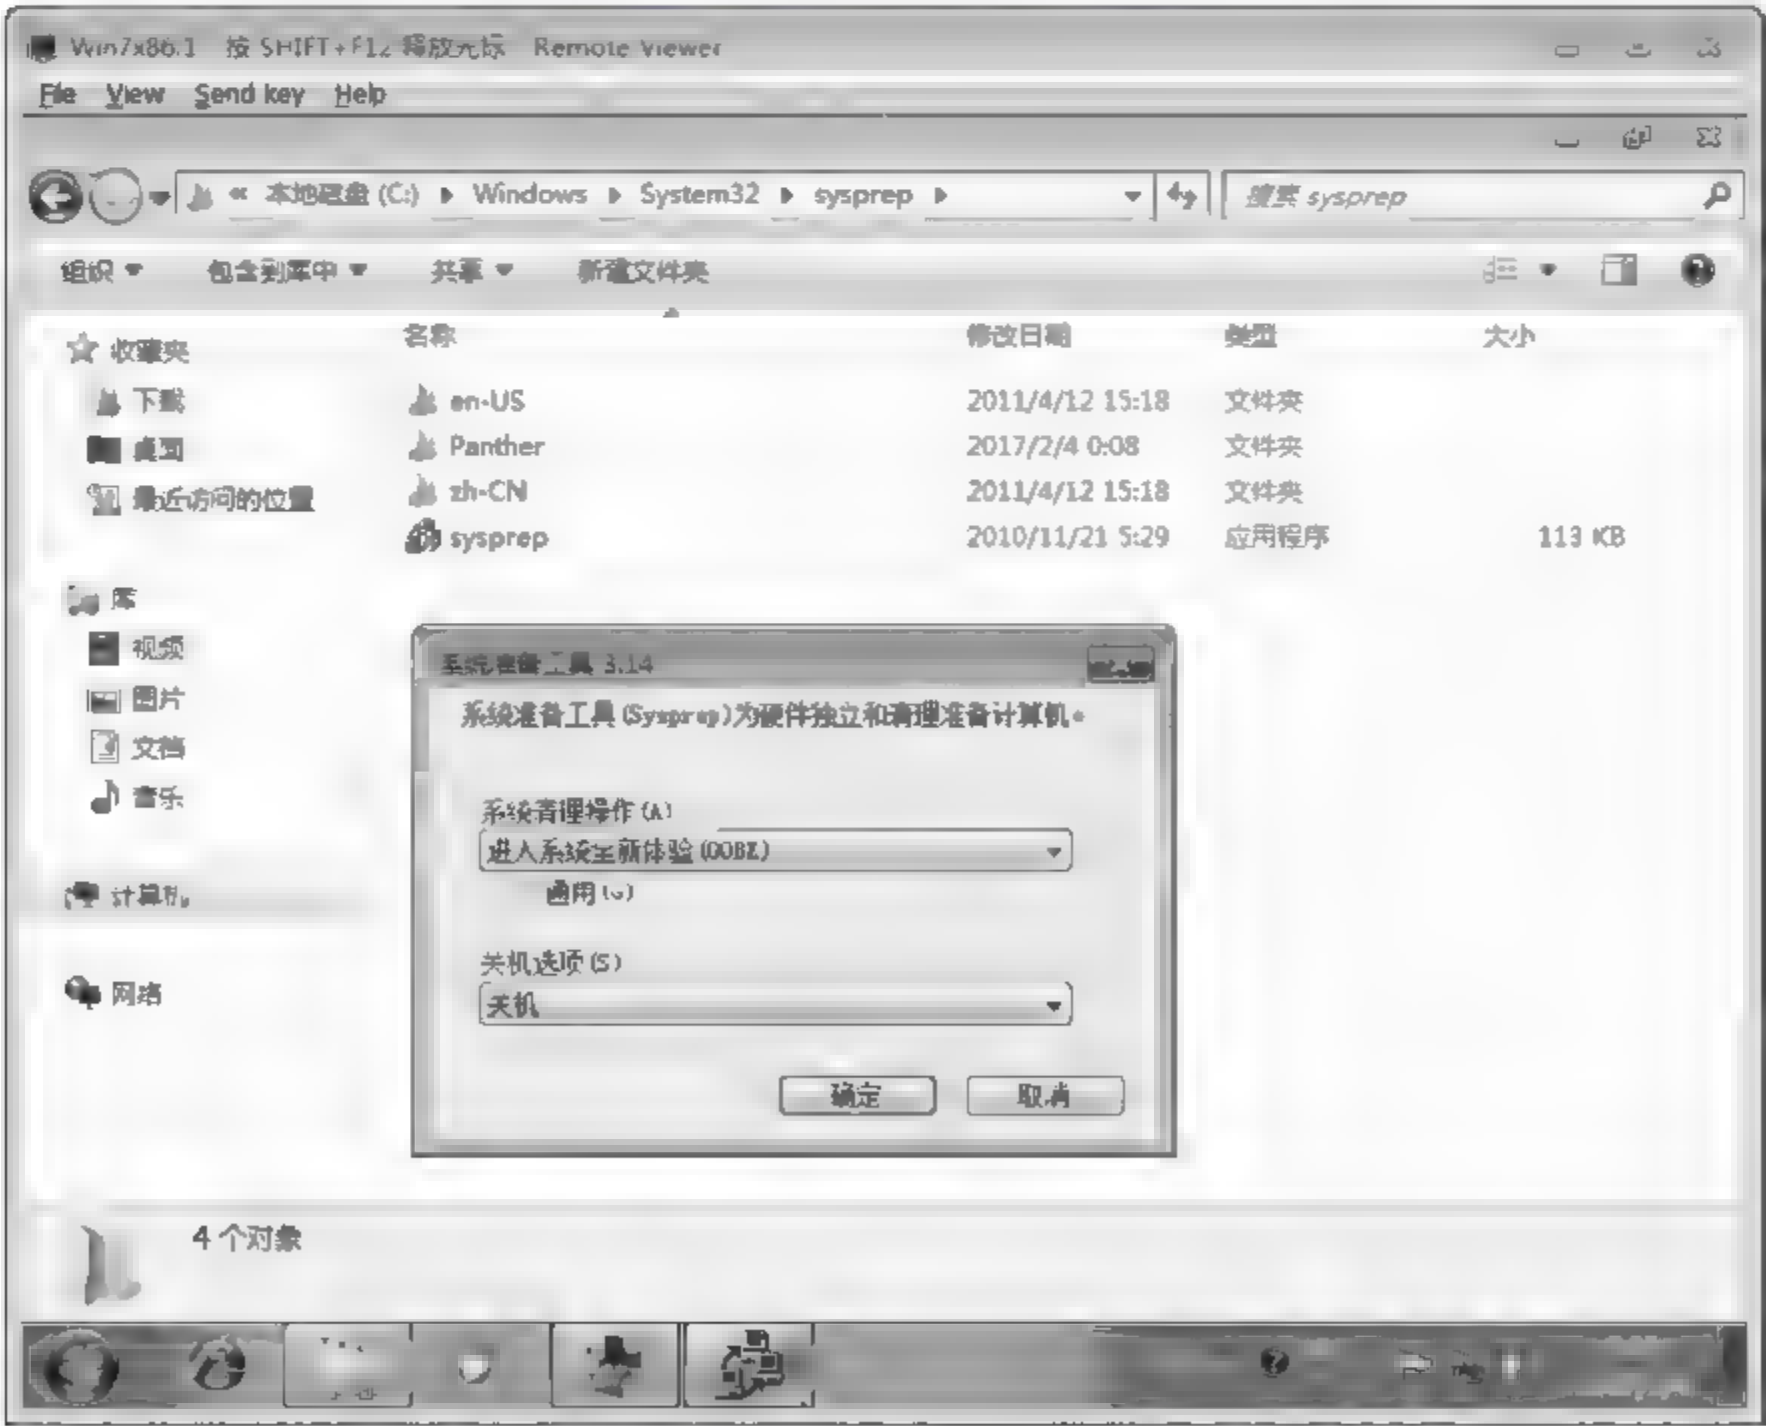 Win7x86.1 按 SHIFT+F12 释放光标 Remote Viewer
File View Send key Help
« 本地磁盘 (C:) Windows System32 sysprep 搜索 sysprep
组织 包含到库中 共享 新建文件夹
名称 修改日期 类型 大小
收藏夹
下载
桌面
最近访问的位置
库
视频
图片
文档
音乐
计算机
网络
en-US 2011/4/12 15:18 文件夹
Panther 2017/2/4 0:08 文件夹
zh-CN 2011/4/12 15:18 文件夹
sysprep 2010/11/21 5:29 应用程序 113 KB
系统准备工具 3.14
系统准备工具(Sysprep)为硬件独立和清理准备计算机。
系统清理操作(A)
进入系统全新体验(OOBE)
通用(G)
关机选项(S)
关机
确定 取消
4 个对象